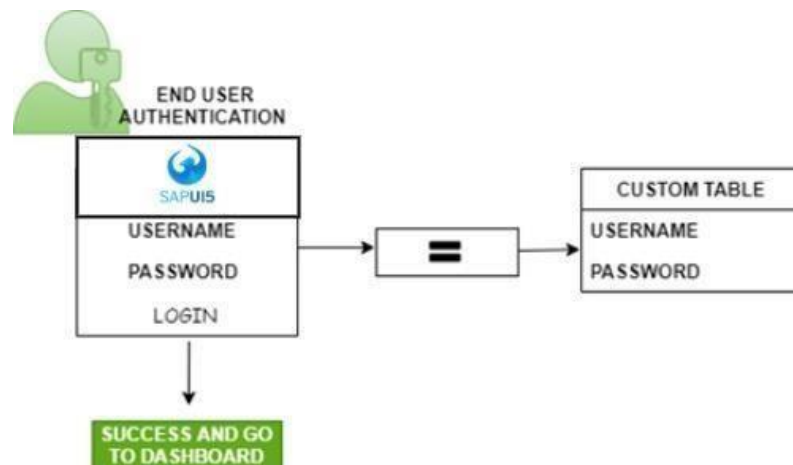 END USER
AUTHENTICATION
SAPUI5
USERNAME
PASSWORD
LOGIN
=
CUSTOM TABLE
USERNAME
PASSWORD
SUCCESS AND GO
TO DASHBOARD